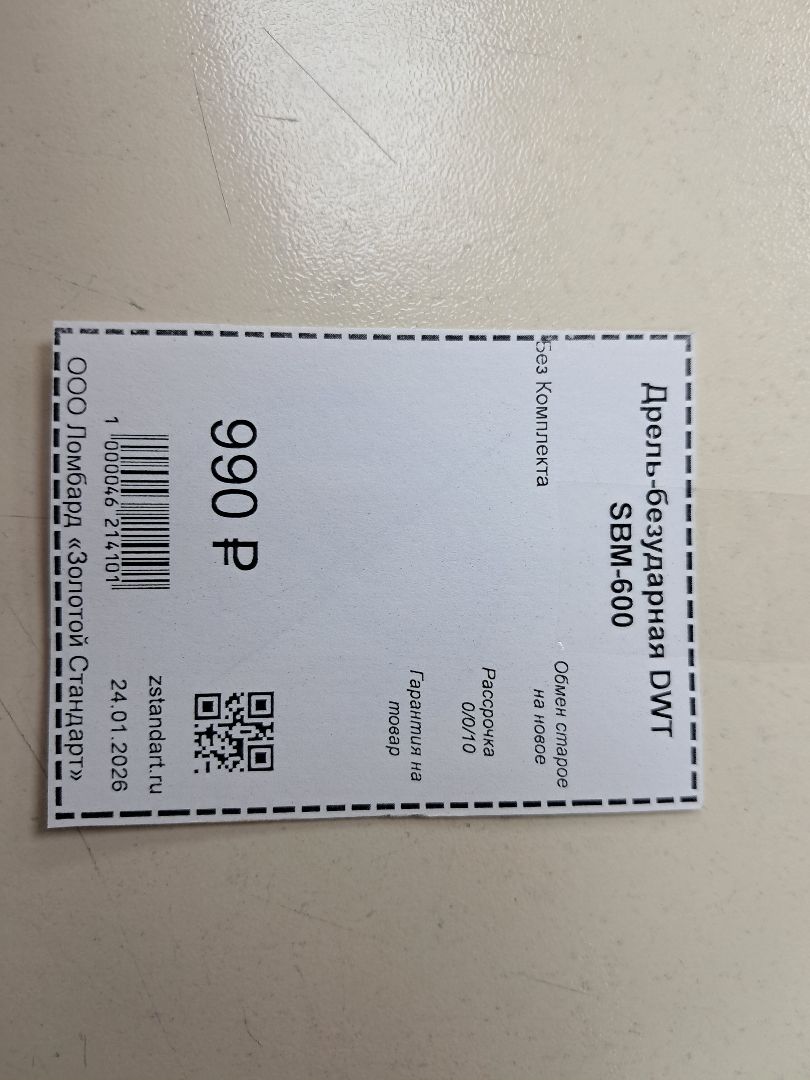 Дрель-безударная DWT
SBM-600
Без Комплекта
Обмен старое
на новое
Рассрочка
0/0/10
Гарантия на
товар
990 ₽
1 000046 214101
zstandart.ru
24.01.2026
ООО Ломбард «Золотой Стандарт»